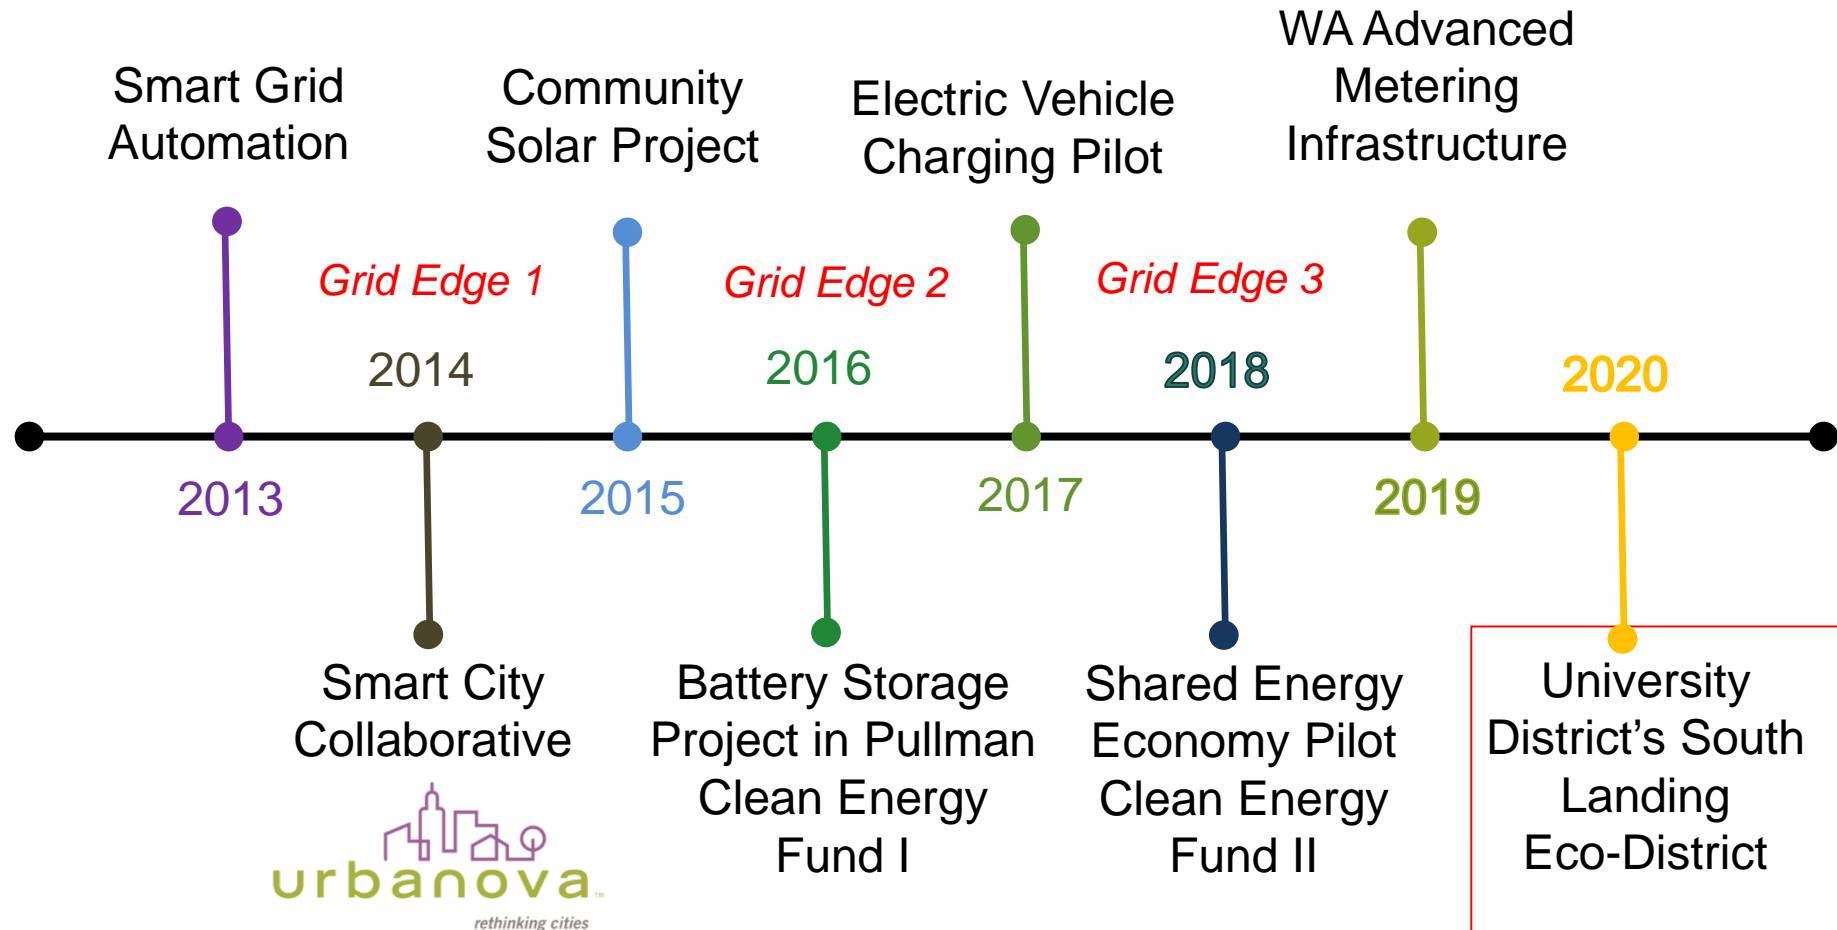 Smart Grid
Automation
Community
Solar Project
Electric Vehicle
Charging Pilot
WA Advanced
Metering
Infrastructure
Grid Edge 1
Grid Edge 2
Grid Edge 3
2014
2016
2018
2020
2013
2015
2017
2019
Smart City
Collaborative
urbanova™
rethinking cities
Battery Storage
Project in Pullman
Clean Energy
Fund I
Shared Energy
Economy Pilot
Clean Energy
Fund II
University
District’s South
Landing
Eco-District